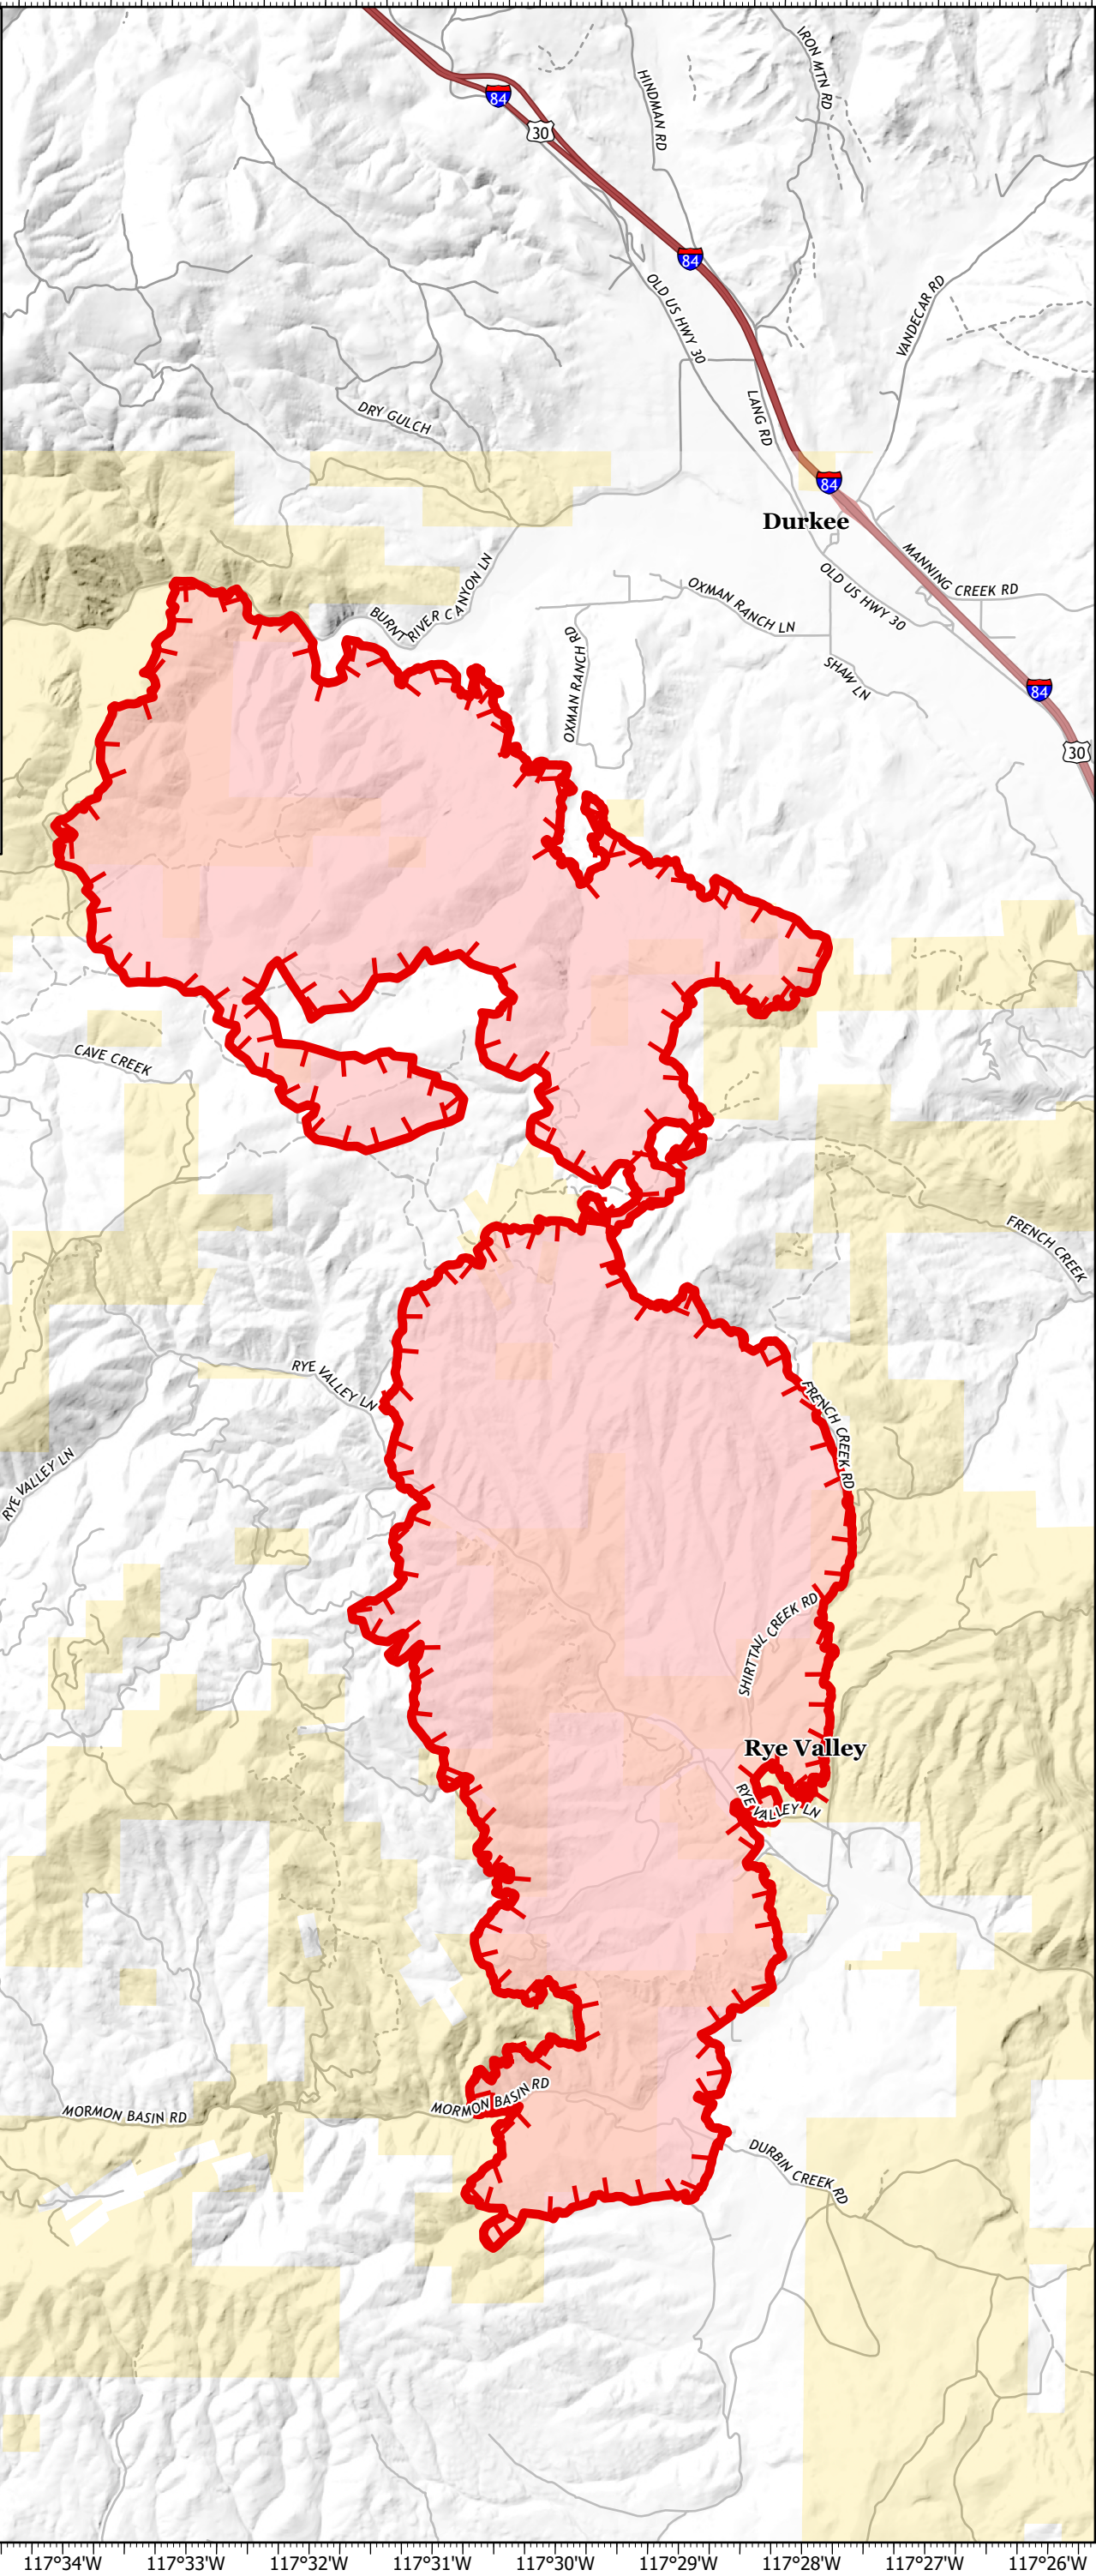 IRON MTN RD
HINDMAN RD
84
30
84
OLD US HWY 30
VANDECAR RD
LANG RD
DRY GULCH
84
Durkee
MANNING CREEK RD
BURNT RIVER CANYON LN
OXMAN RANCH LN
OLD US HWY 30
OXMAN RANCH RD
SHAW LN
84
30
CAVE CREEK
FRENCH CREEK
RYE VALLEY LN
FRENCH CREEK RD
RYE VALLEY LN
SHIRTTAIL CREEK RD
Rye Valley
RYE VALLEY LN
MORMON BASIN RD
MORMON BASIN RD
DURBIN CREEK RD
117°34'W 117°33'W 117°32'W 117°31'W 117°30'W 117°29'W 117°28'W 117°27'W 117°26'W